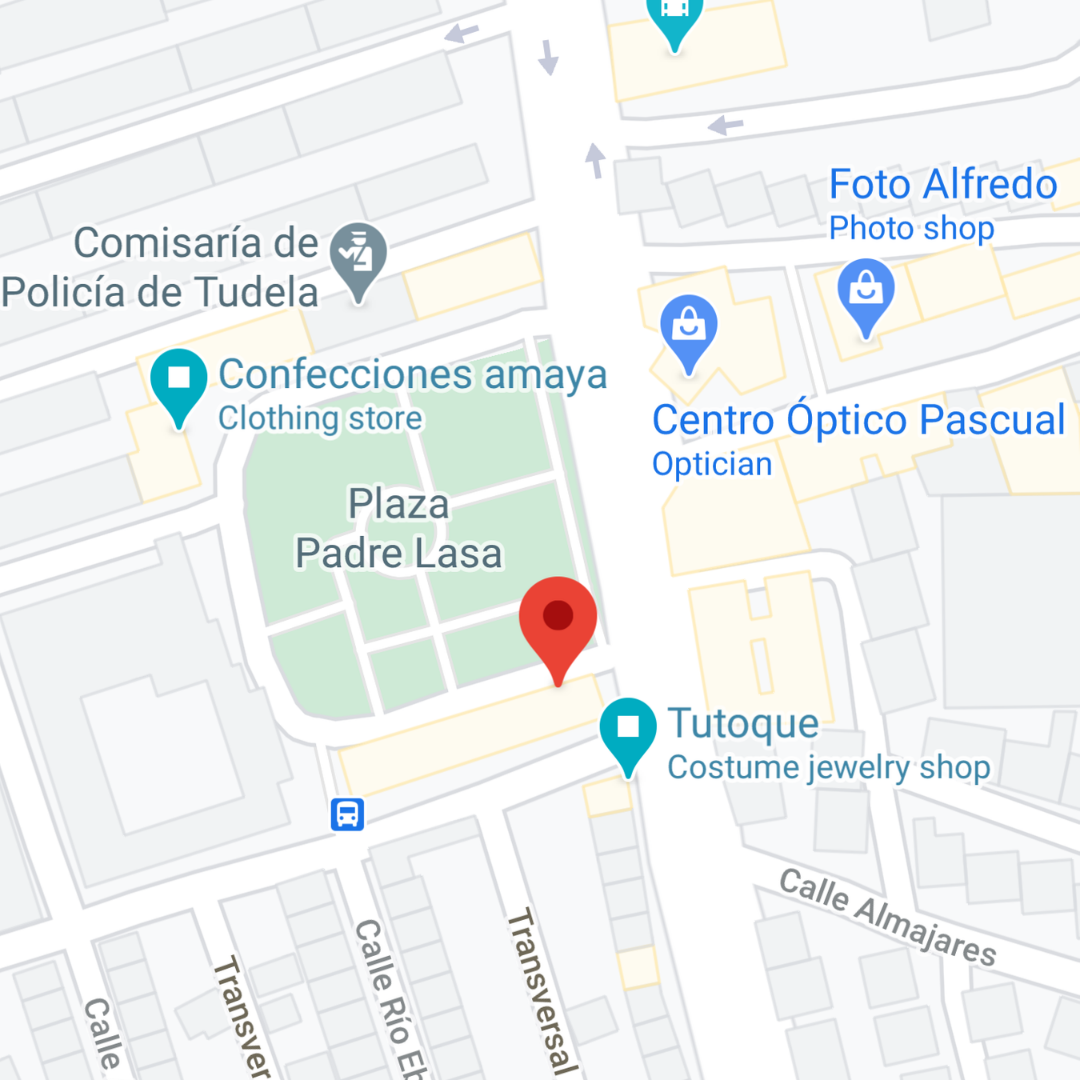 Foto Alfredo
Photo shop
Comisaría de
Policía de Tudela
Confecciones amaya
Clothing store
Centro Óptico Pascual
Optician
Plaza
Padre Lasa
Tutoque
Costume jewelry shop
Calle Almajares
Transversal
Calle Río Eb
Transver
Calle